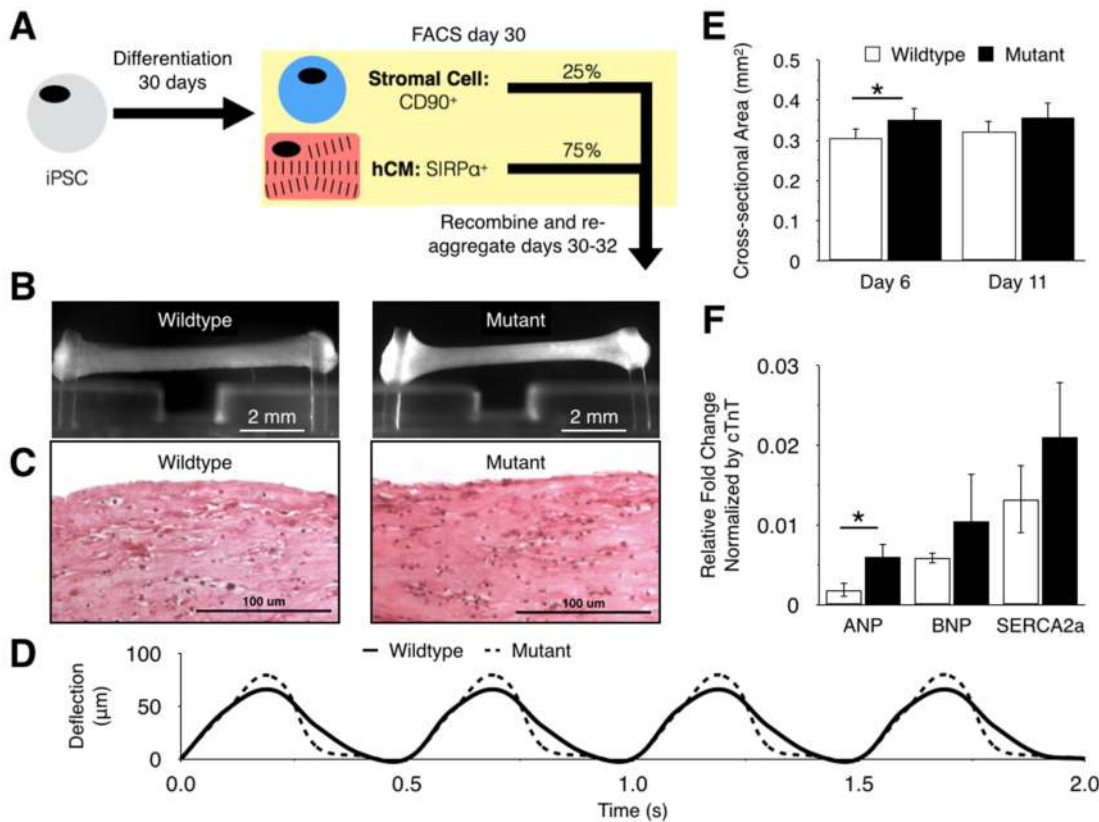 A
Differentiation
30 days
iPSC
FACS day 30
Stromal Cell:
CD90+
25%
hCM: SIRPα+
75%
Recombine and re-
aggregate days 30-32
B
Wildtype
2 mm
Mutant
2 mm
C
Wildtype
100 um
Mutant
100 um
D
Wildtype
Mutant
Deflection
(µm)
100
50
0
0.0
0.5
1.0
1.5
2.0
Time (s)
E
Wildtype
Mutant
Cross-sectional Area (mm²)
0.5
0.4
0.3
0.2
0.1
0
*
Day 6
Day 11
F
Relative Fold Change
Normalized by cTnT
0.03
0.02
0.01
0
*
ANP
BNP
SERCA2a